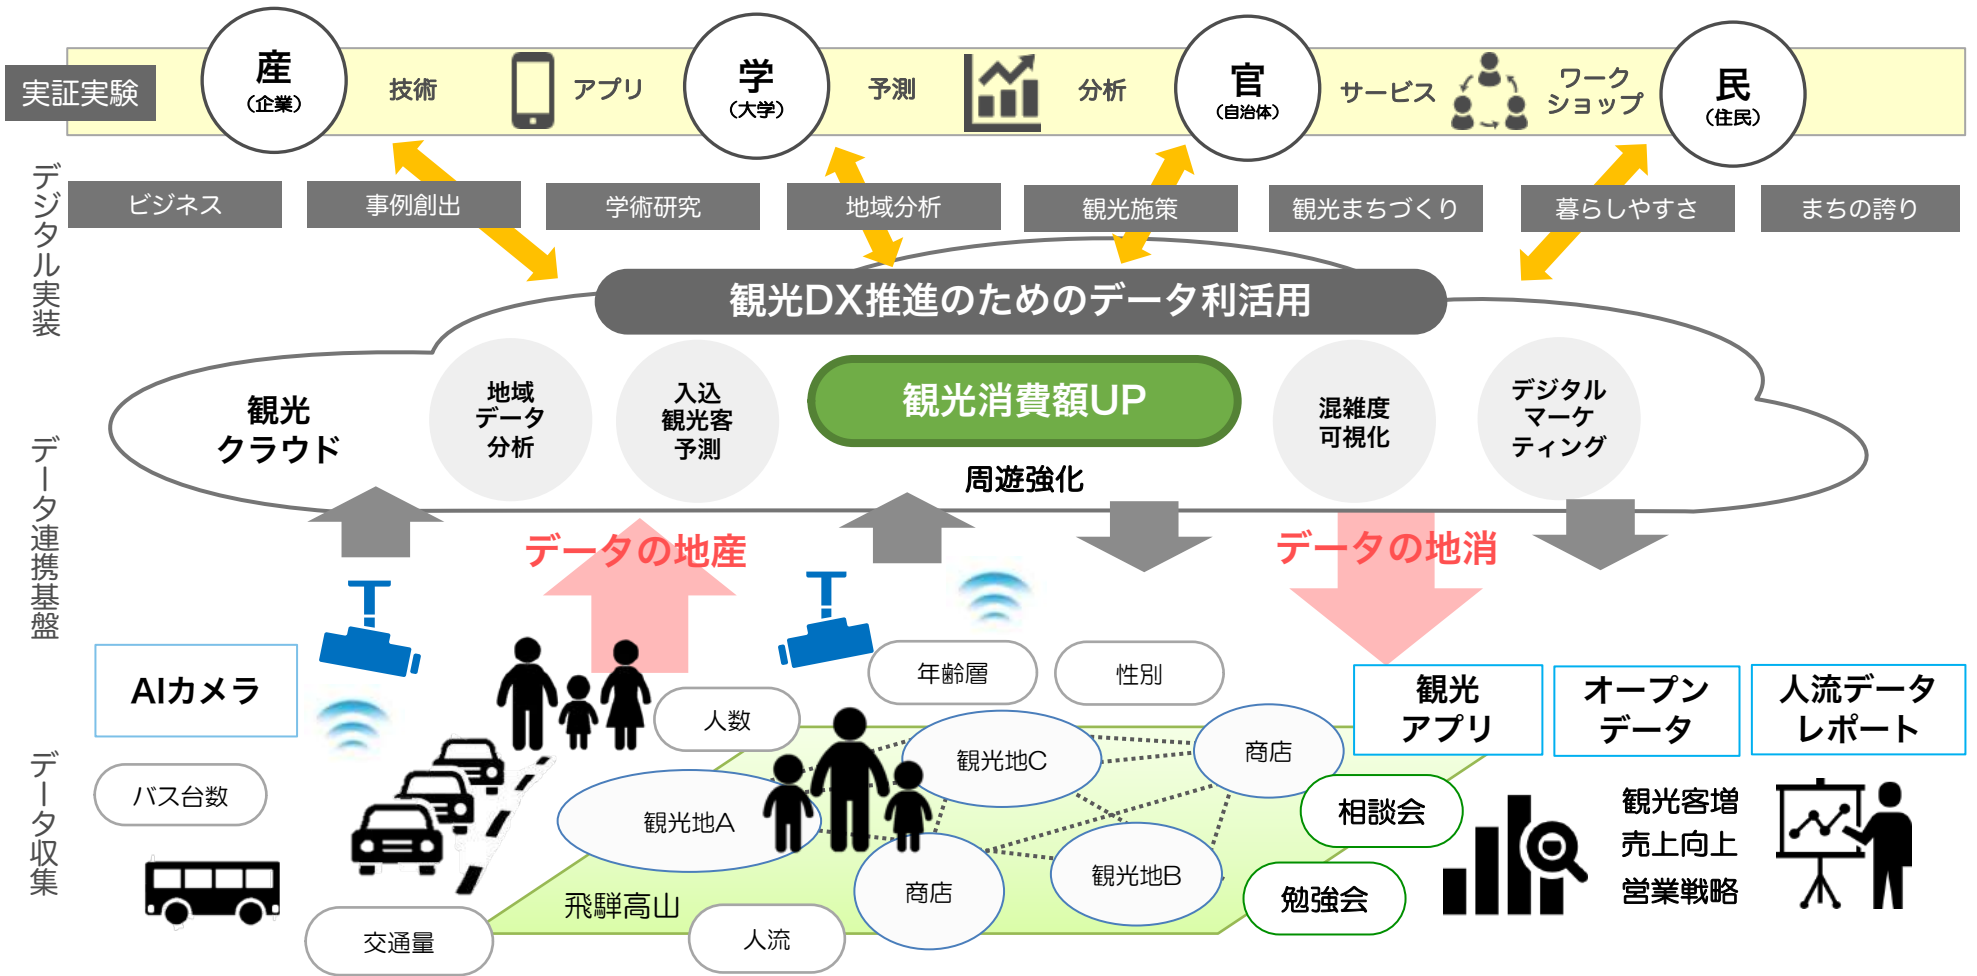 実証実験
産
（企業）
技術
アプリ
学
（大学）
予測
分析
官
（自治体）
サービス
ワーク
ショップ
民
（住民）
デジタル実装
ビジネス
事例創出
学術研究
地域分析
観光施策
観光まちづくり
暮らしやすさ
まちの誇り
観光DX推進のためのデータ利活用
観光
クラウド
地域
データ
分析
入込
観光客
予測
観光消費額UP
周遊強化
混雑度
可視化
デジタル
マーケ
ティング
データ連携基盤
データの地産
データの地消
AIカメラ
年齢層
性別
人数
観光
アプリ
オープン
データ
人流データ
レポート
データ収集
バス台数
交通量
観光地A
観光地C
商店
商店
観光地B
飛騨高山
人流
相談会
勉強会
観光客増
売上向上
営業戦略